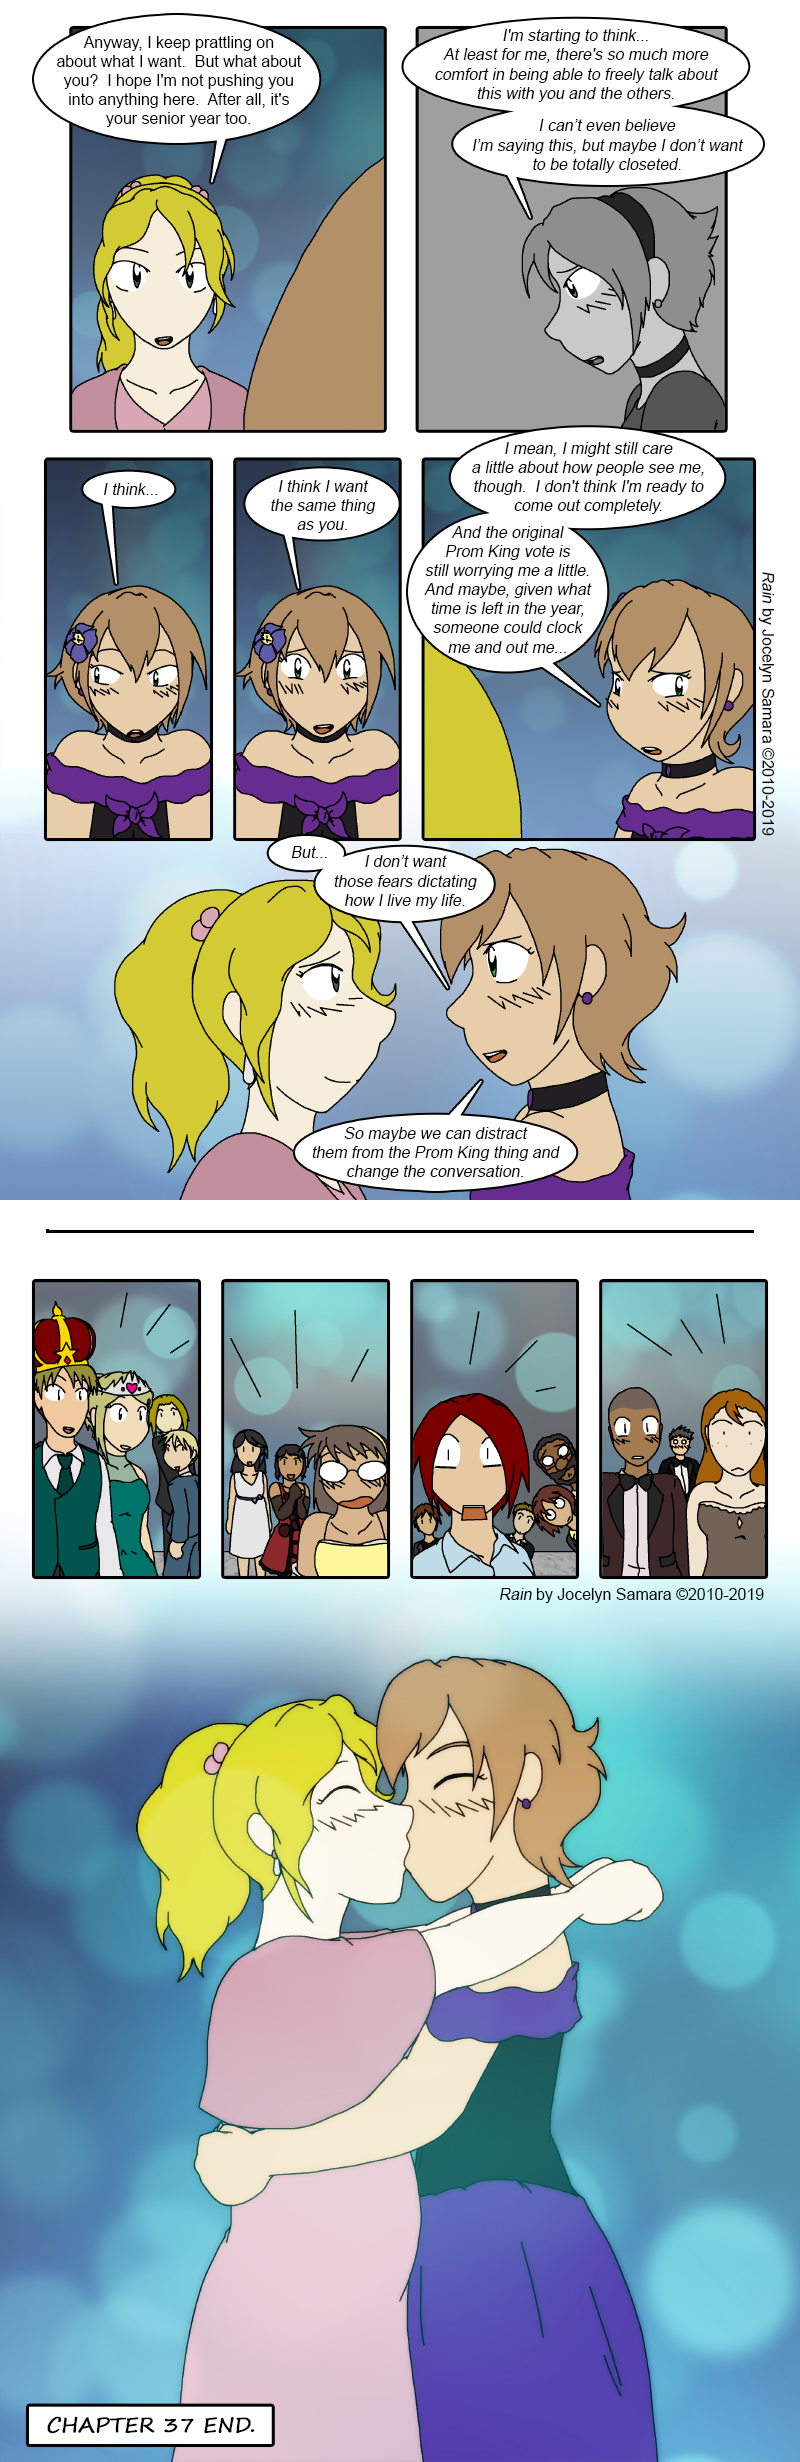 Anyway, I keep prattling on
about what I want.  But what about
you?  I hope I'm not pushing you
into anything here.  After all, it's
your senior year too.
I'm starting to think...
At least for me, there's so much more
comfort in being able to freely talk about
this with you and the others.
I can't even believe
I'm saying this, but maybe I don't want
to be totally closeted.
I think...
I think I want
the same thing
as you.
I mean, I might still care
a little about how people see me,
though.  I don't think I'm ready to
come out completely.
And the original
Prom King vote is
still worrying me a little.
And maybe, given what
time is left in the year,
someone could clock
me and out me...
Rain by Jocelyn Samara ©2010-2019
But...
I don't want
those fears dictating
how I live my life.
So maybe we can distract
them from the Prom King thing and
change the conversation.
Rain by Jocelyn Samara ©2010-2019
CHAPTER 37 END.